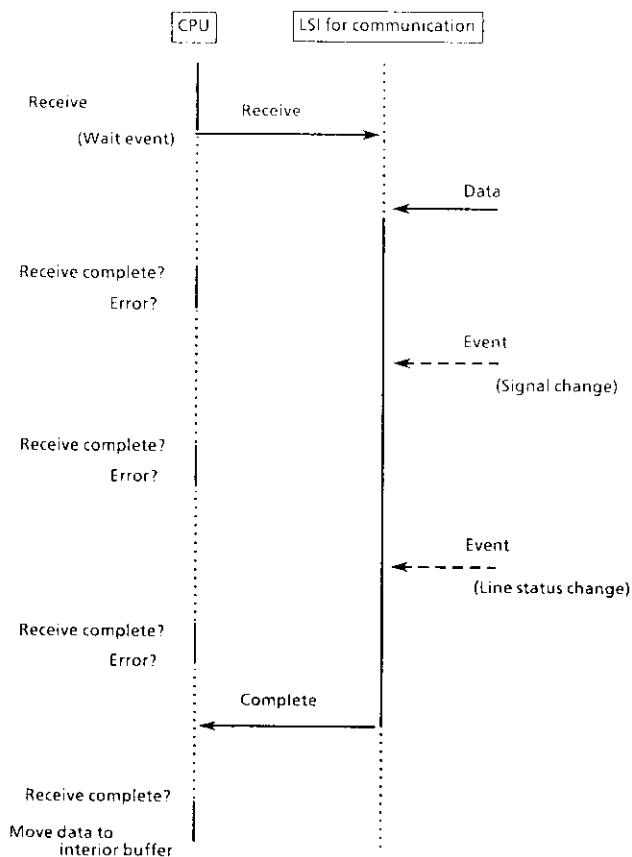 CPU
LSI for communication
Receive
Receive
(Wait event)
Data
Receive complete?
Error?
Event
(Signal change)
Receive complete?
Error?
Event
(Line status change)
Receive complete?
Error?
Complete
Receive complete?
Move data to
interior buffer